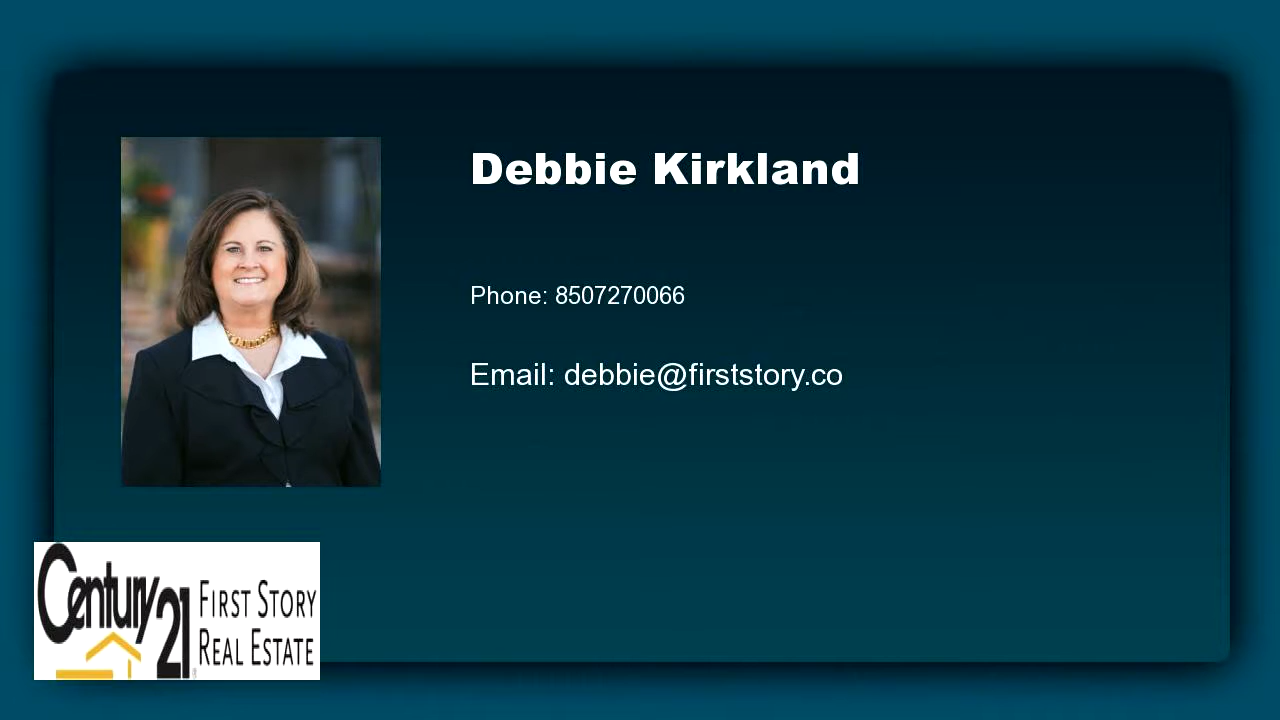 Debbie Kirkland
Phone: 8507270066
Email: debbie@firststory.co
Century 21
First Story
Real Estate